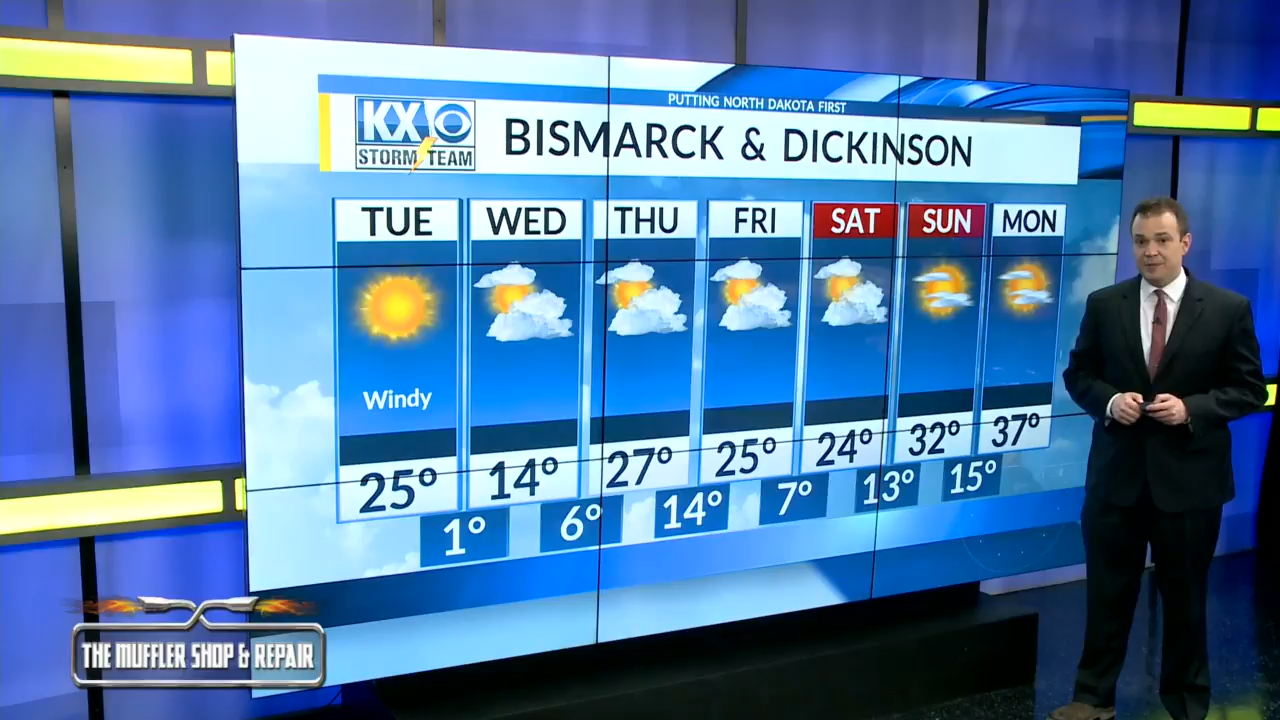 PUTTING NORTH DAKOTA FIRST
KX
STORM TEAM
BISMARCK & DICKINSON
TUE WED THU FRI SAT SUN MON
Windy
25° 14° 27° 25° 24° 32° 37°
1° 6° 14° 7° 13° 15°
THE MUFFLER SHOP & REPAIR